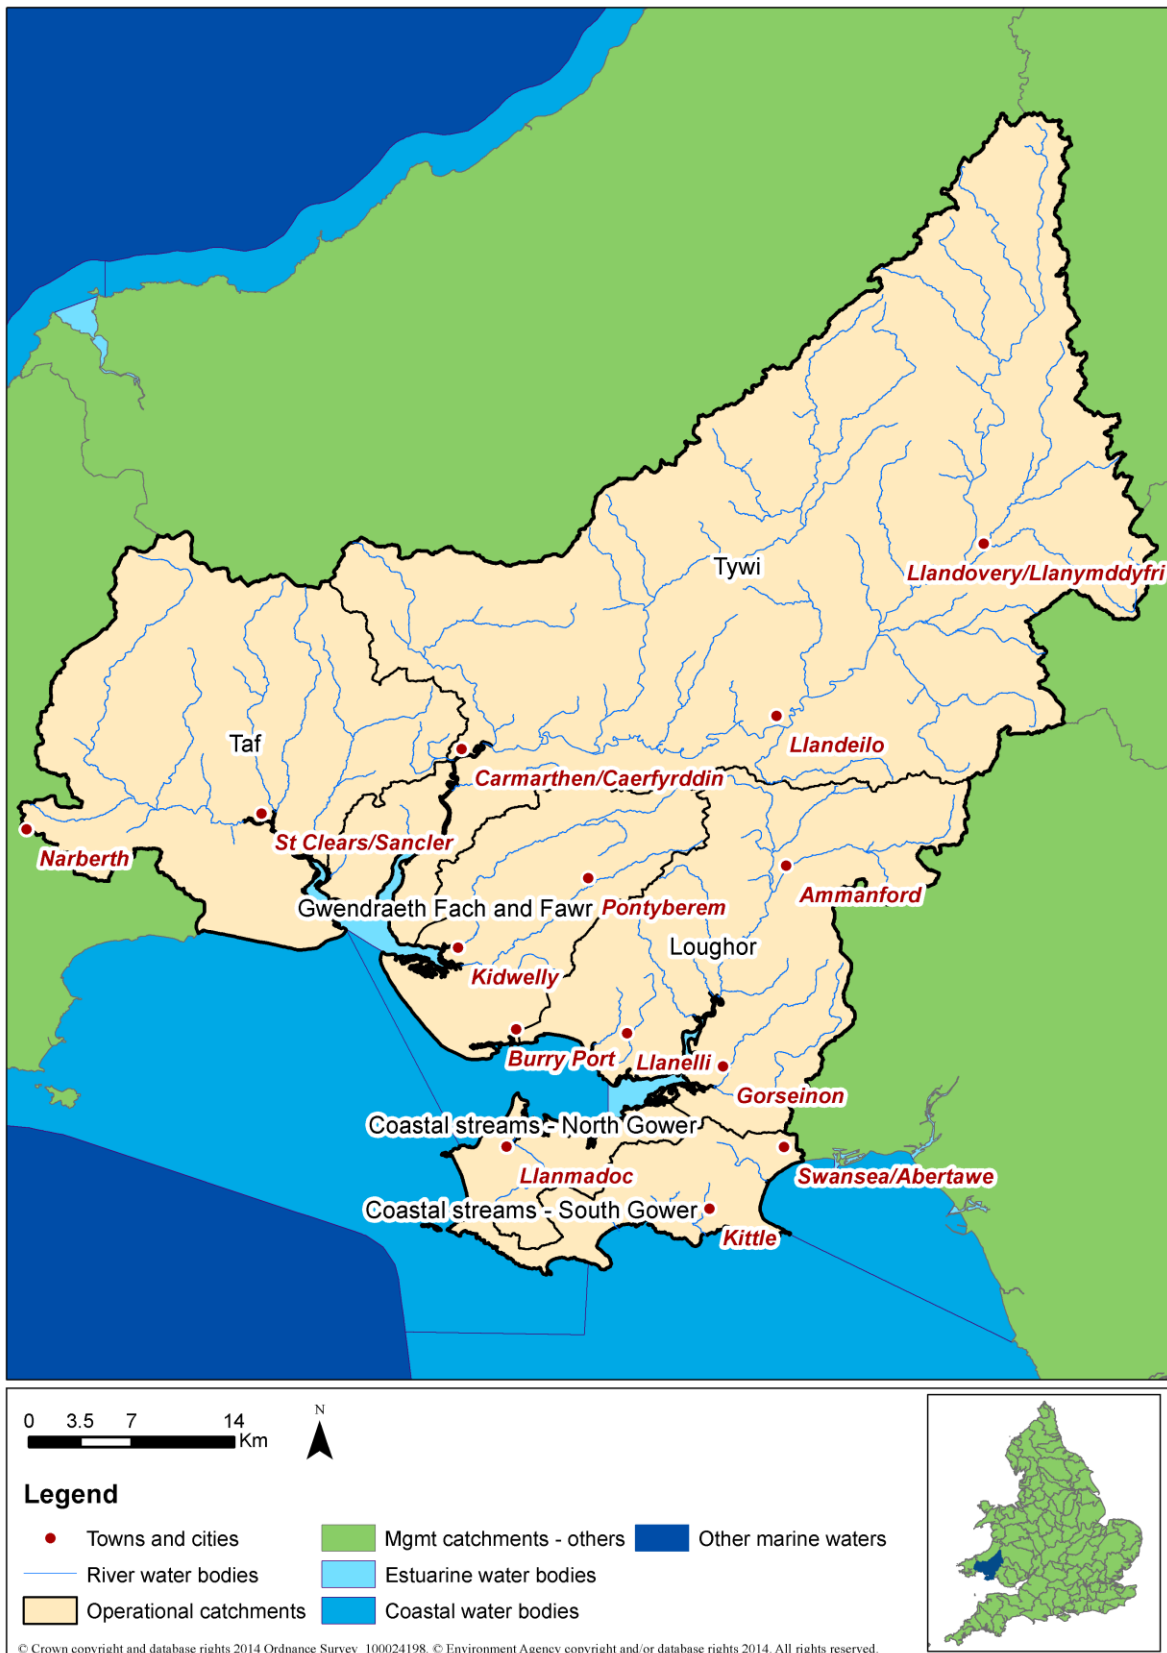 Tywi
Llandovery/Llanymddyfri
Llandeilo
Taf
Carmarthen/Caerfyrddin
St Clears/Sancler
Narberth
Ammanford
Gwendraeth Fach and Fawr
Pontyberem
Loughor
Kidwelly
Burry Port
Llanelli
Gorseinon
Coastal streams - North Gower
Llanmadoc
Swansea/Abertawe
Coastal streams - South Gower
Kittle
0 3.5 7 14
Km
N
Legend
Towns and cities
River water bodies
Operational catchments
Mgmt catchments - others
Estuarine water bodies
Coastal water bodies
Other marine waters
© Crown copyright and database rights 2014 Ordnance Survey 100024198. © Environment Agency copyright and/or database rights 2014. All rights reserved.